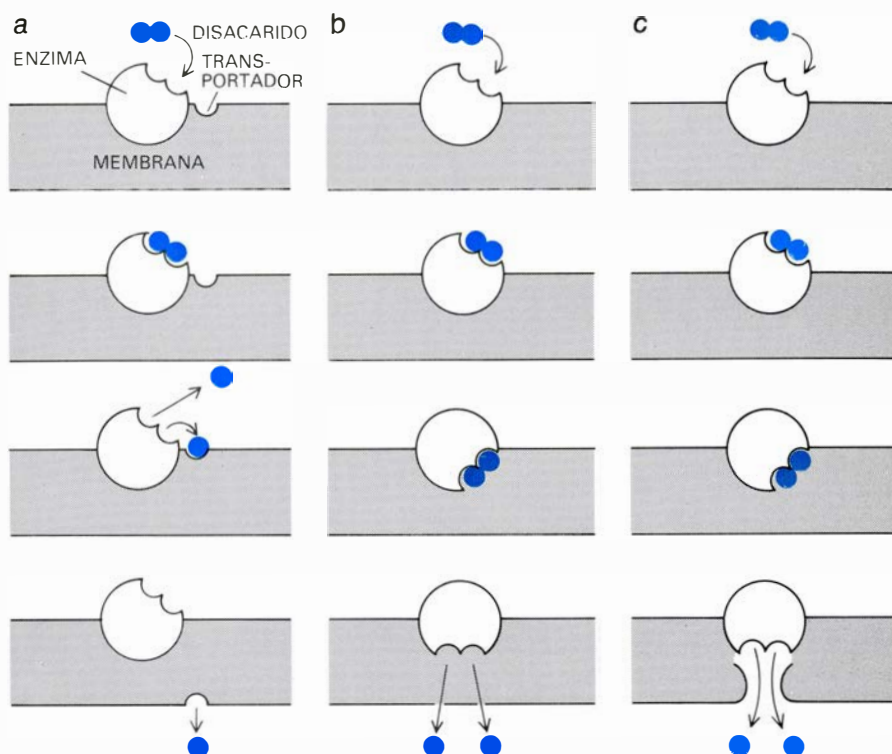 a
DISACARIDO
b
c
ENZIMA
TRANS-
PORTADOR
MEMBRANA